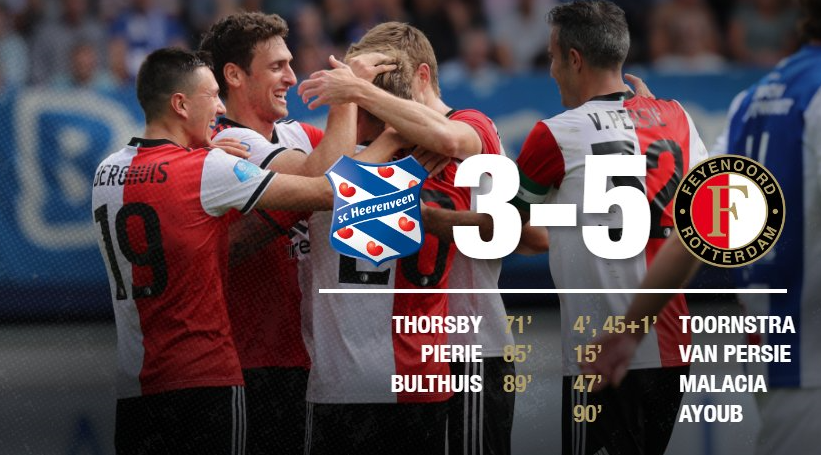 V. PERSIE
32
BERGHUIS
19
sc Heerenveen
3-5
FEYENOORD
ROTTERDAM
F
THORSBY 71’ 4’, 45+1’ TOORNSTRA
PIERIE 85’ 15’ VAN PERSIE
BULTHUIS 89’ 47’ MALACIA
90’ AYOUB